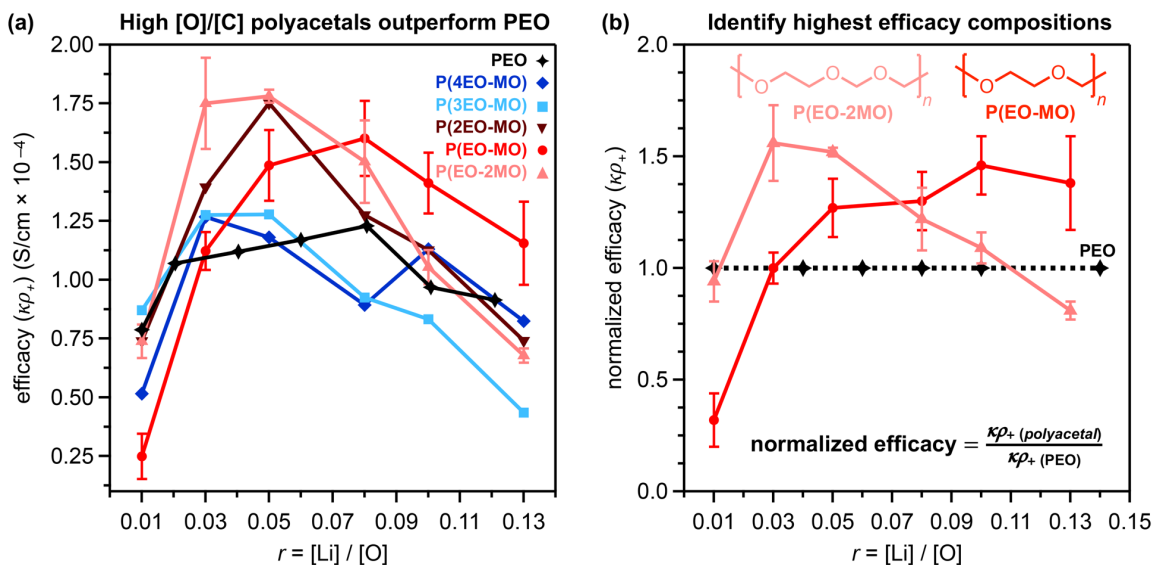 (a) High [O]/[C] polyacetals outperform PEO
efficacy (κρ₊) (S/cm × 10⁻⁴)
2.00
1.75
1.50
1.25
1.00
0.75
0.50
0.25
PEO
P(4EO-MO)
P(3EO-MO)
P(2EO-MO)
P(EO-MO)
P(EO-2MO)
0.01 0.03 0.05 0.07 0.09 0.11 0.13
r = [Li] / [O]
(b) Identify highest efficacy compositions
normalized efficacy (κρ₊)
2.0
1.5
1.0
0.5
0.0
O O O n
P(EO-2MO)
O O n
P(EO-MO)
PEO
normalized efficacy = κρ₊ (polyacetal) / κρ₊ (PEO)
0.01 0.03 0.05 0.07 0.09 0.11 0.13 0.15
r = [Li] / [O]